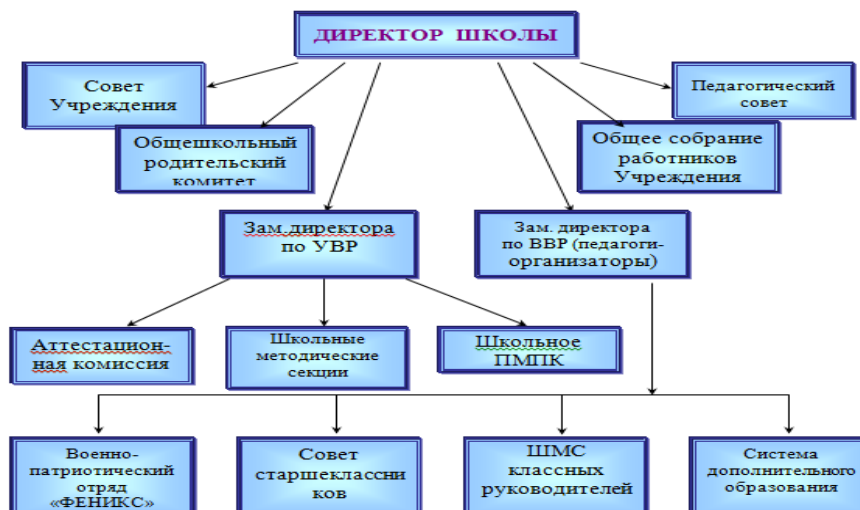 ДИРЕКТОР ШКОЛЫ
Совет
Учреждения
Педагогический
совет
Общешкольный
родительский
комитет
Общее собрание
работников
Учреждения
Зам.директора
по УВР
Зам. директора
по ВВР (педагоги-
организаторы)
Аттестацион-
ная комиссия
Школьные
методические
секции
Школьное
ПМПК
Военно-
патриотический
отряд
«ФЕНИКС»
Совет
старшеклассни
ков
ШМС
классных
руководителей
Система
дополнительного
образования